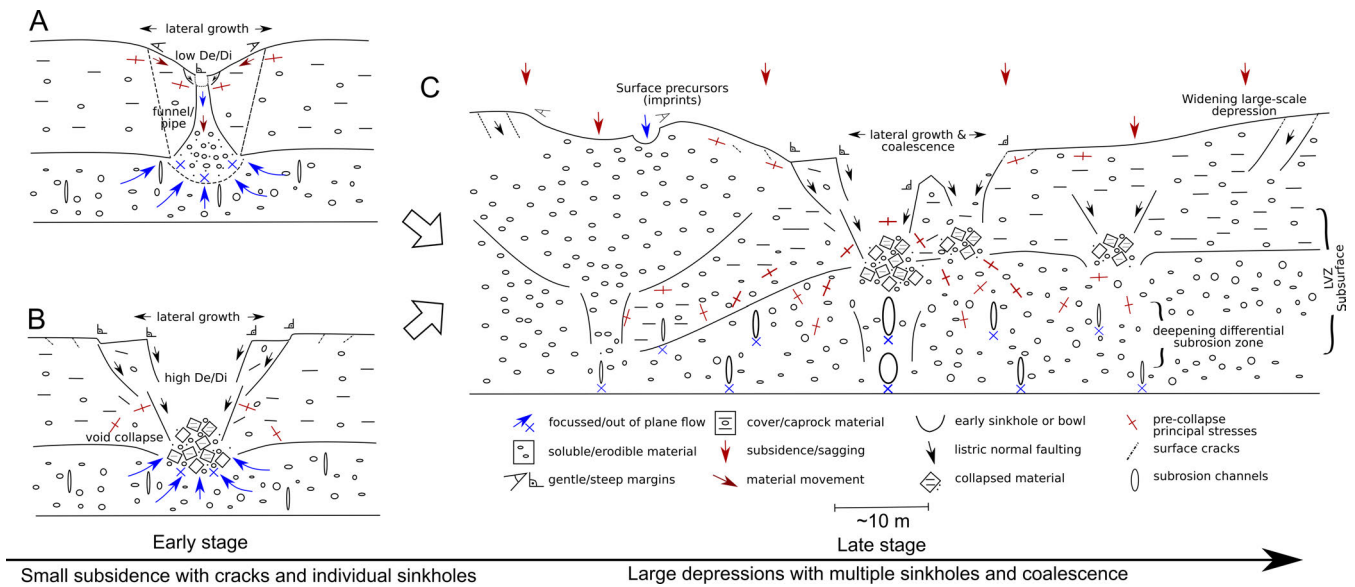 A
lateral growth
low De/Di
funnel/
pipe
B
lateral growth
high De/Di
void collapse
C
Surface precursors
(imprints)
lateral growth &
coalescence
Widening large-scale
depression
LVZ
Subsurface
deepening differential
subrosion zone
focussed/out of plane flow
cover/caprock material
early sinkhole or bowl
pre-collapse
principal stresses
soluble/erodible material
subsidence/sagging
listric normal faulting
surface cracks
gentle/steep margins
material movement
collapsed material
subrosion channels
~10 m
Early stage
Late stage
Small subsidence with cracks and individual sinkholes
Large depressions with multiple sinkholes and coalescence